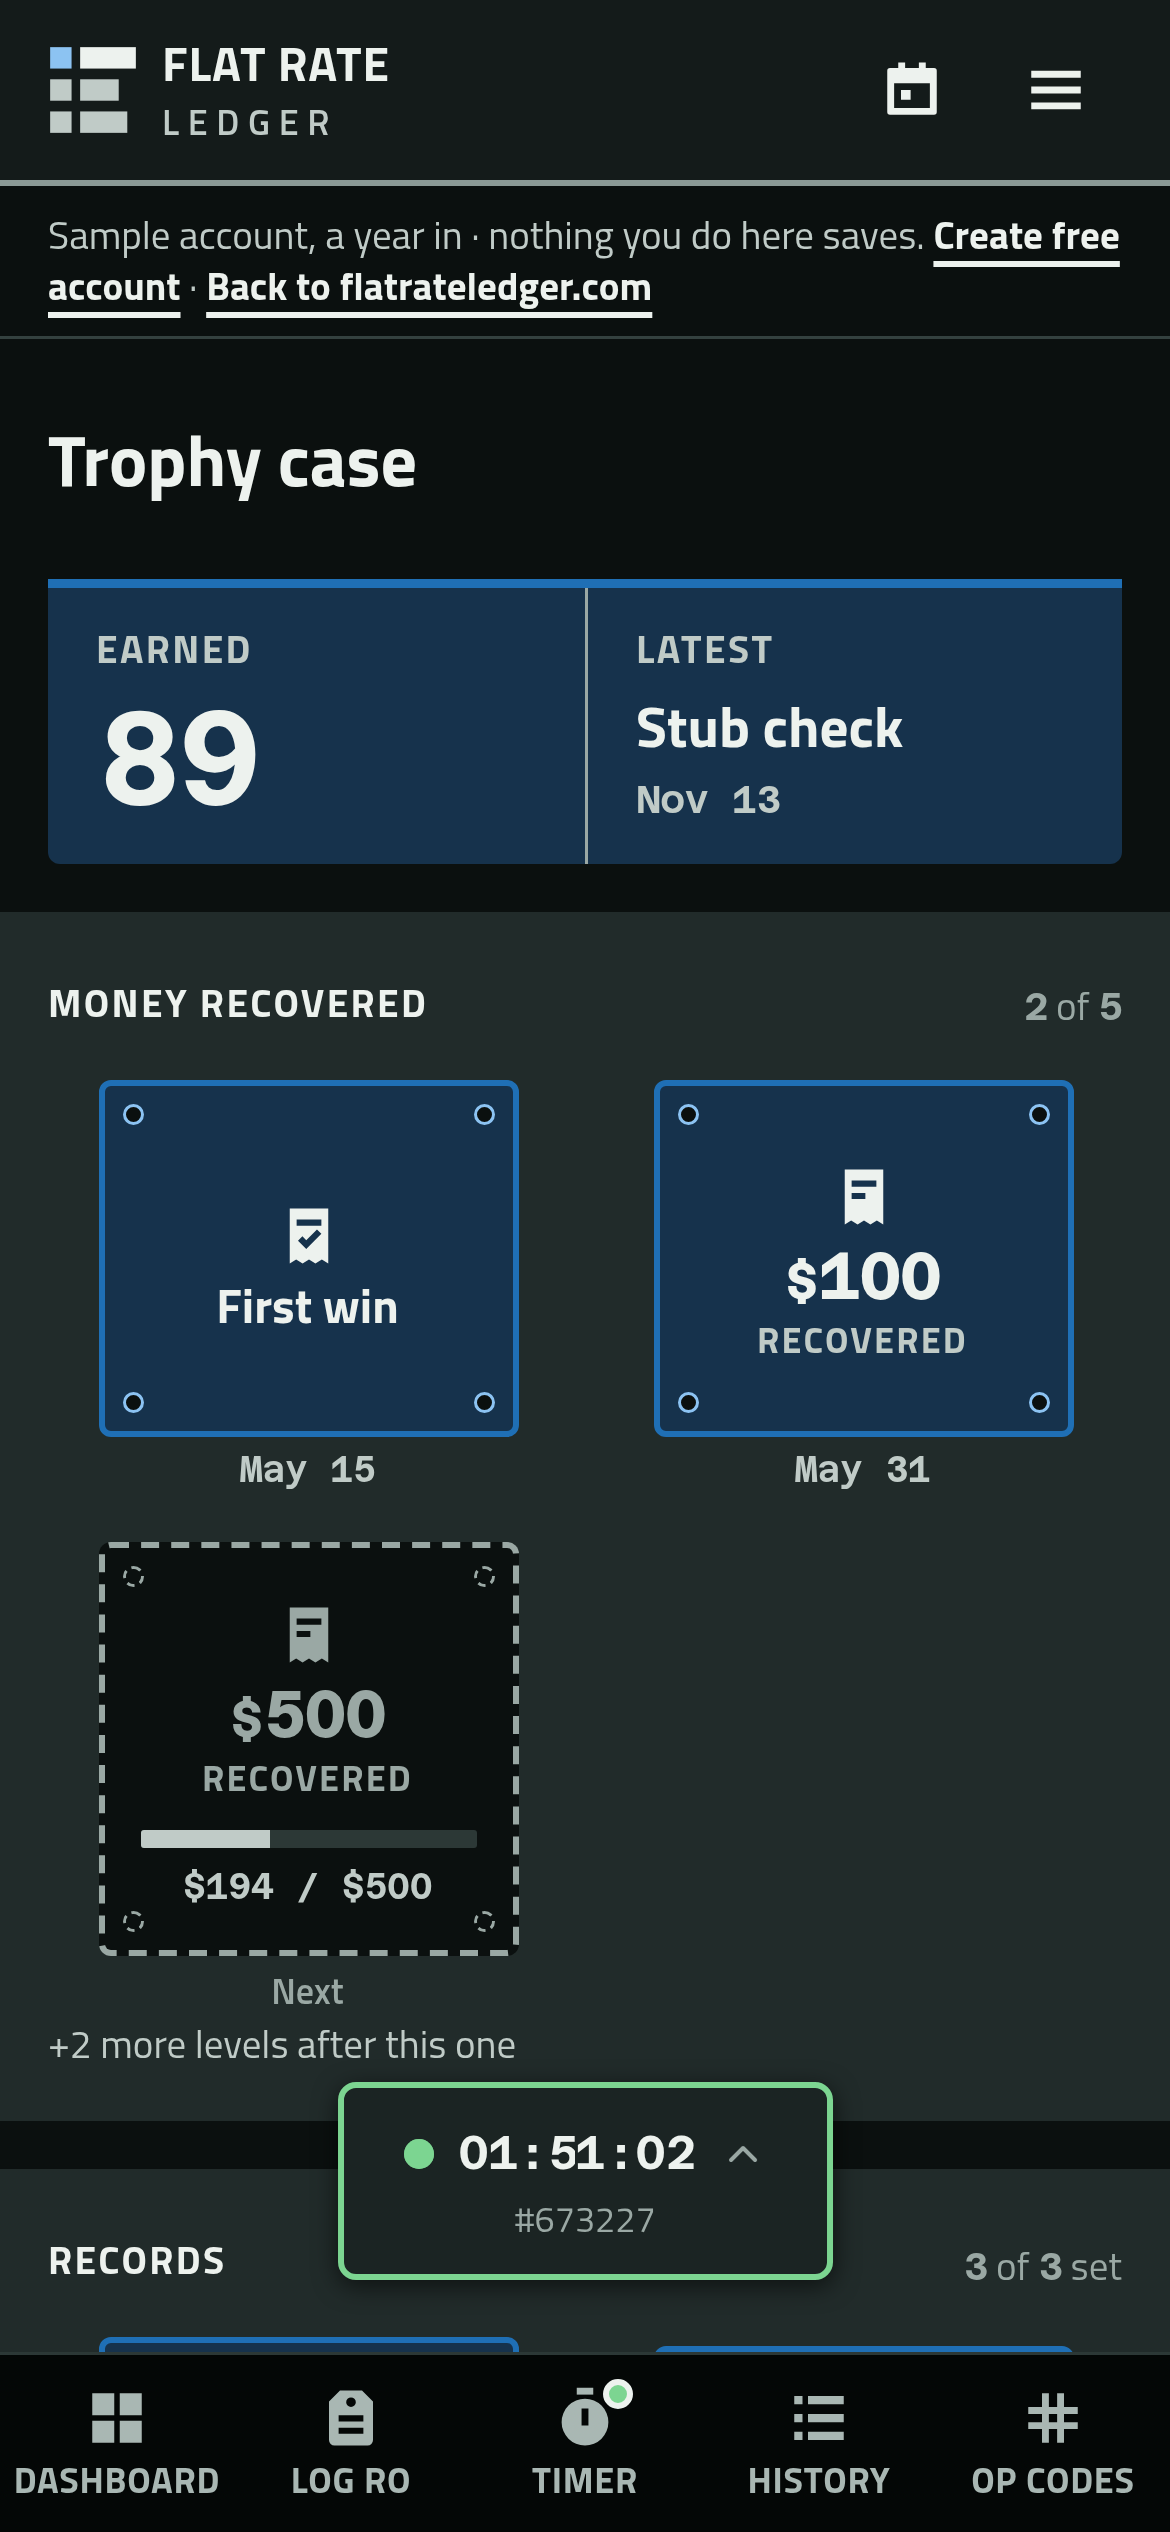 FLAT RATE
LEDGER
Sample account, a year in · nothing you do here saves. Create free
account · Back to flatrateledger.com
Trophy case
EARNED
89
LATEST
Stub check
Nov 13
MONEY RECOVERED
2 of 5
First win
May 15
$100
RECOVERED
May 31
$500
RECOVERED
$194 / $500
Next
+2 more levels after this one
01:51:02
#673227
RECORDS
3 of 3 set
DASHBOARD
LOG RO
TIMER
HISTORY
OP CODES